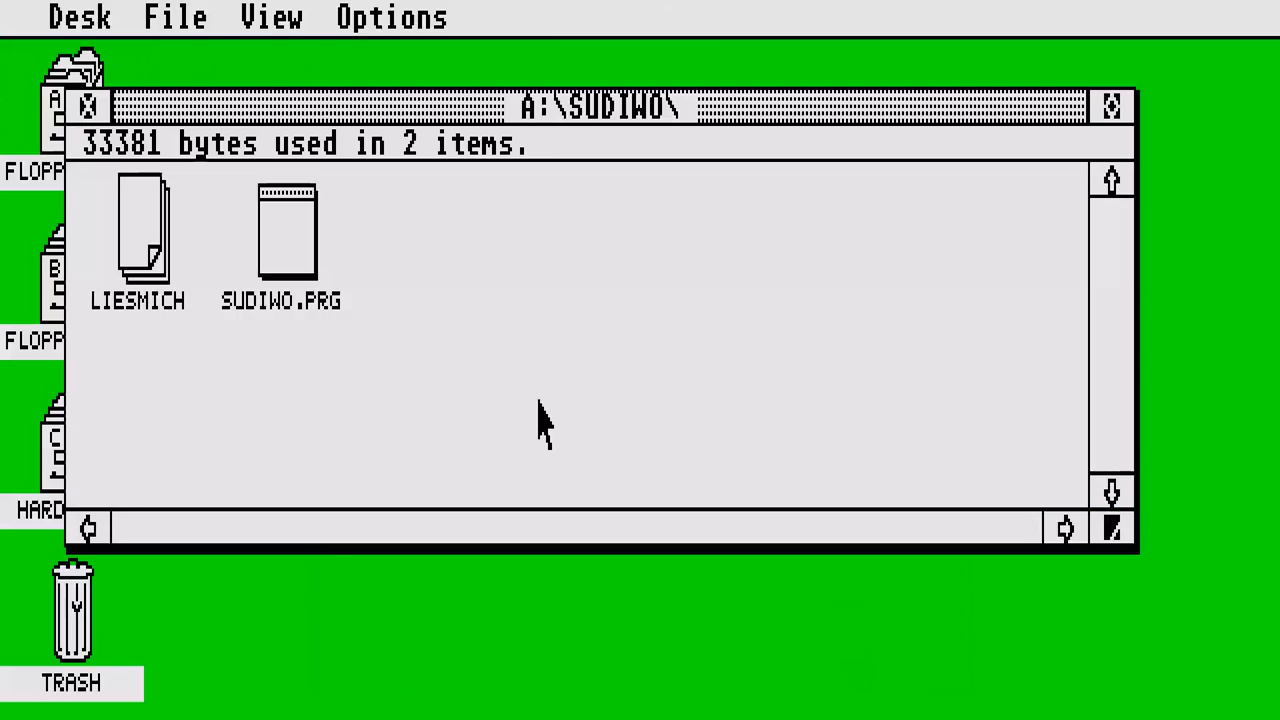 Desk File View Options
A:\SUDIWO\
33381 bytes used in 2 items.
A
FLOPP
LIESMICH SUDIWO.PRG
B
FLOPP
C
HARD
TRASH